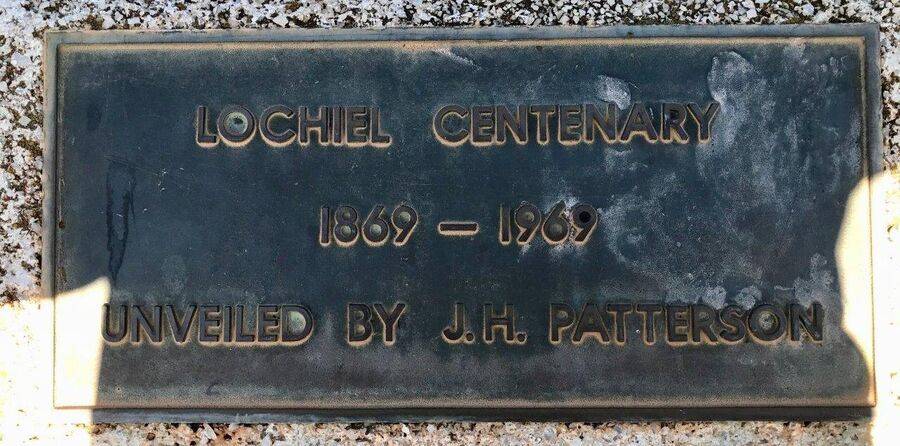 LOCHIEL CENTENARY
1869 — 1969
UNVEILED BY J.H. PATTERSON